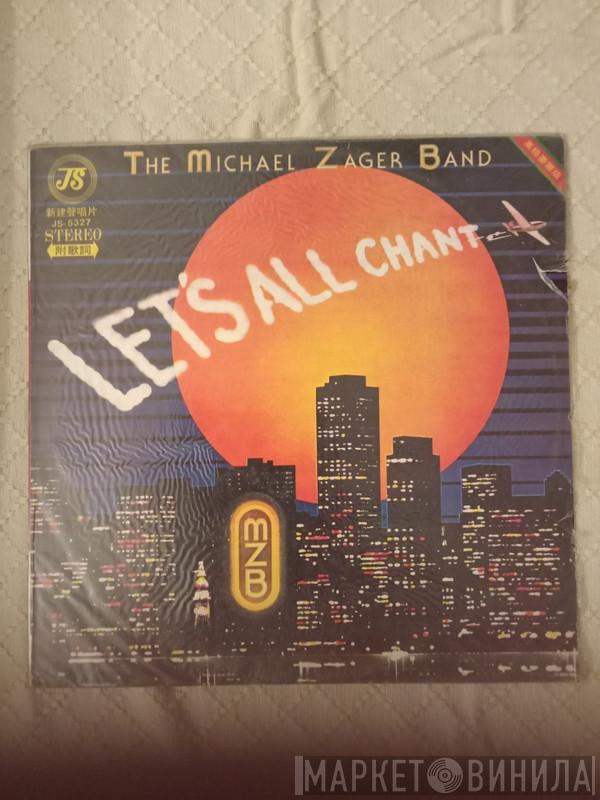 THE MICHAEL ZAGER BAND
JS
新建聲唱片
JS-5327
STEREO
附歌詞
LET'S ALL CHANT
MZB
МАРКЕТ ВИНИЛА